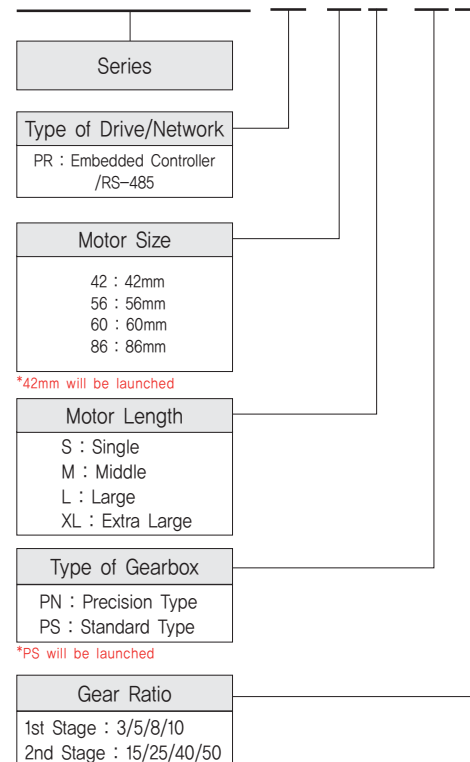 Series
Type of Drive/Network
PR : Embedded Controller
/RS-485
Motor Size
42 : 42mm
56 : 56mm
60 : 60mm
86 : 86mm
*42mm will be launched
Motor Length
S : Single
M : Middle
L : Large
XL : Extra Large
Type of Gearbox
PN : Precision Type
PS : Standard Type
*PS will be launched
Gear Ratio
1st Stage : 3/5/8/10
2nd Stage : 15/25/40/50